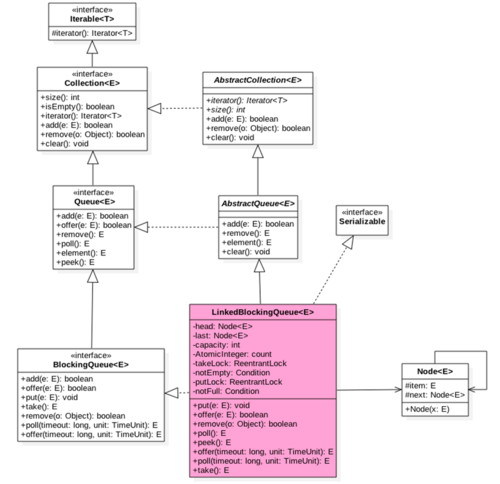 «interface»
Iterable<T>
#iterator(): Iterator<T>
«interface»
Collection<E>
+size(): int
+isEmpty(): boolean
+iterator(): Iterator<T>
+add(e: E): boolean
+remove(o: Object): boolean
+clear(): void
AbstractCollection<E>
+iterator(): Iterator<T>
+size(): int
+add(e: E): boolean
+remove(o: Object): boolean
+clear(): void
«interface»
Queue<E>
+add(e: E): boolean
+offer(e: E): boolean
+remove(): E
+poll(): E
+element(): E
+peek(): E
AbstractQueue<E>
+add(e: E): boolean
+remove(): E
+element(): E
+clear(): void
«interface»
Serializable
«interface»
BlockingQueue<E>
+add(e: E): boolean
+offer(e: E): boolean
+put(e: E): void
+take(): E
+remove(o: Object): boolean
+poll(timeout: long, unit: TimeUnit): E
+offer(timeout: long, unit: TimeUnit): E
LinkedBlockingQueue<E>
-head: Node<E>
-last: Node<E>
-capacity: int
-AtomicInteger: count
-takeLock: ReentrantLock
-notEmpty: Condition
-putLock: ReentrantLock
-notFull: Condition
+put(e: E): void
+offer(e: E): boolean
+remove(o: Object): boolean
+poll(): E
+peek(): E
+offer(timeout: long, unit: TimeUnit): E
+poll(timeout: long, unit: TimeUnit): E
+take(): E
Node<E>
#item: E
#next: Node<E>
+Node(x: E)